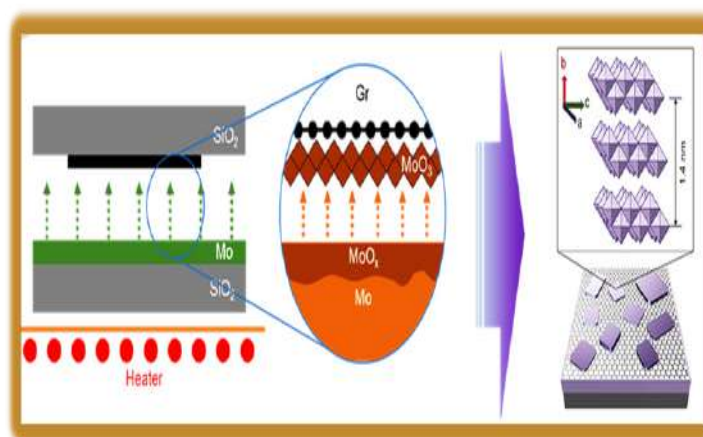 SiO₂
Mo
SiO₂
Heater
Gr
MoO₃
MoOₓ
Mo
b
c
a
1.4 nm